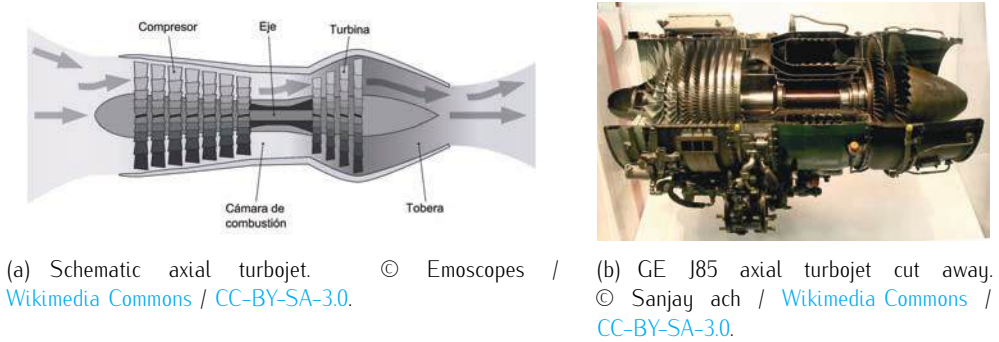 Compresor
Eje
Turbina
Cámara de
combustión
Tobera
(a) Schematic axial turbojet. © Emoscopes /
Wikimedia Commons / CC-BY-SA-3.0.
(b) GE J85 axial turbojet cut away.
© Sanjay ach / Wikimedia Commons /
CC-BY-SA-3.0.